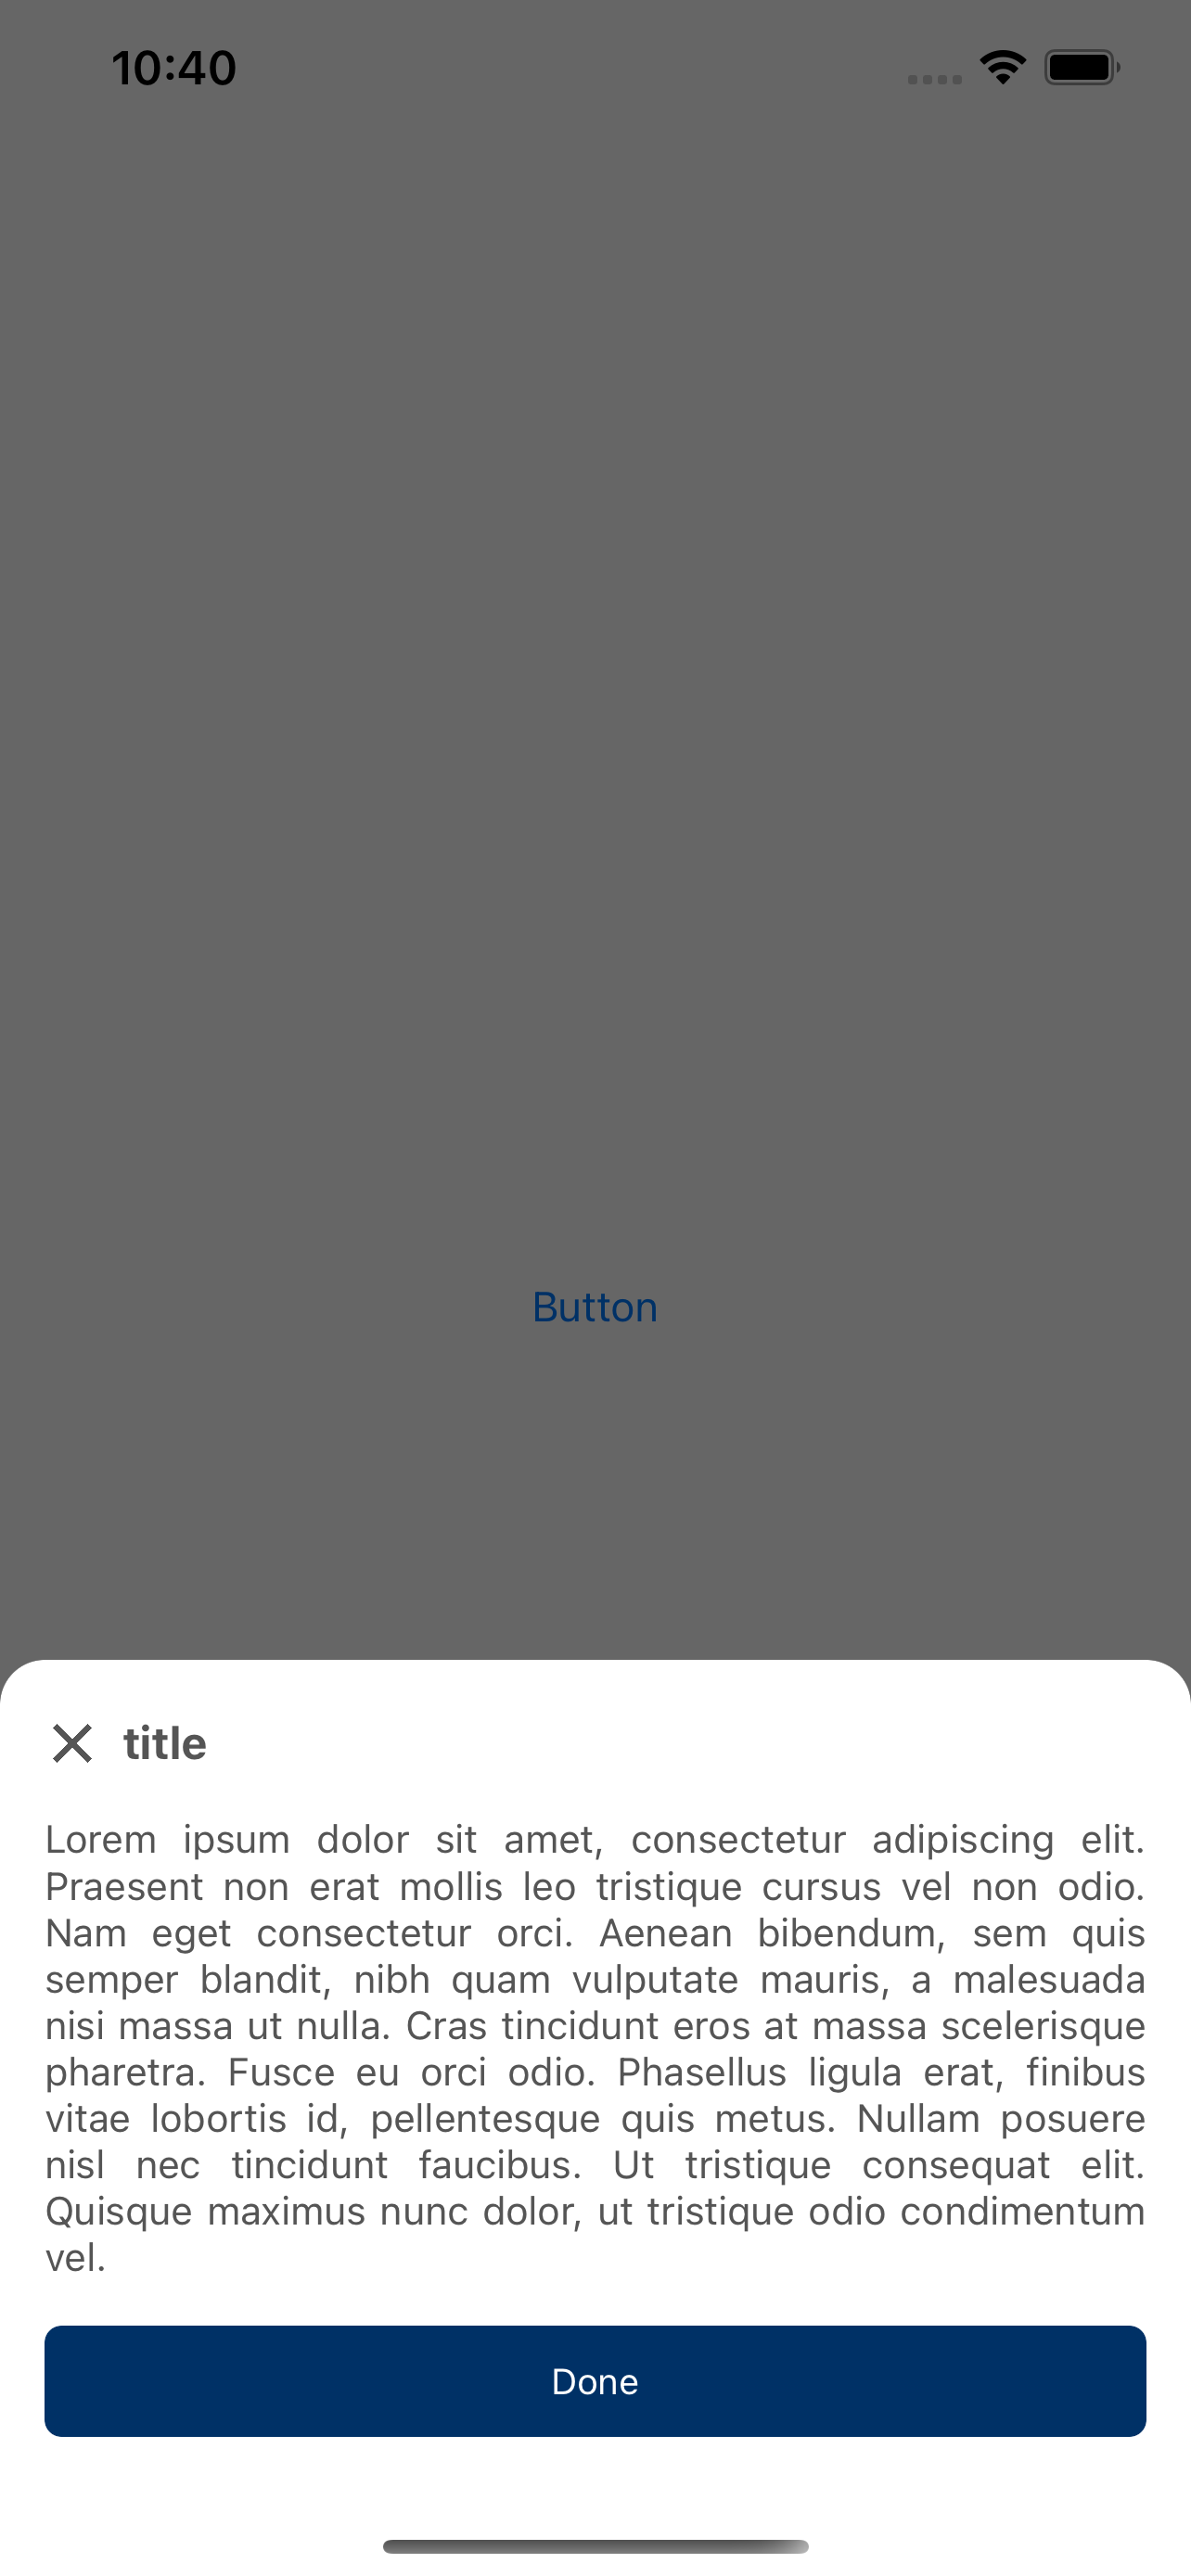 10:40
Button
title
Lorem ipsum dolor sit amet, consectetur adipiscing elit.
Praesent non erat mollis leo tristique cursus vel non odio.
Nam eget consectetur orci. Aenean bibendum, sem quis
semper blandit, nibh quam vulputate mauris, a malesuada
nisi massa ut nulla. Cras tincidunt eros at massa scelerisque
pharetra. Fusce eu orci odio. Phasellus ligula erat, finibus
vitae lobortis id, pellentesque quis metus. Nullam posuere
nisl nec tincidunt faucibus. Ut tristique consequat elit.
Quisque maximus nunc dolor, ut tristique odio condimentum
vel.
Done